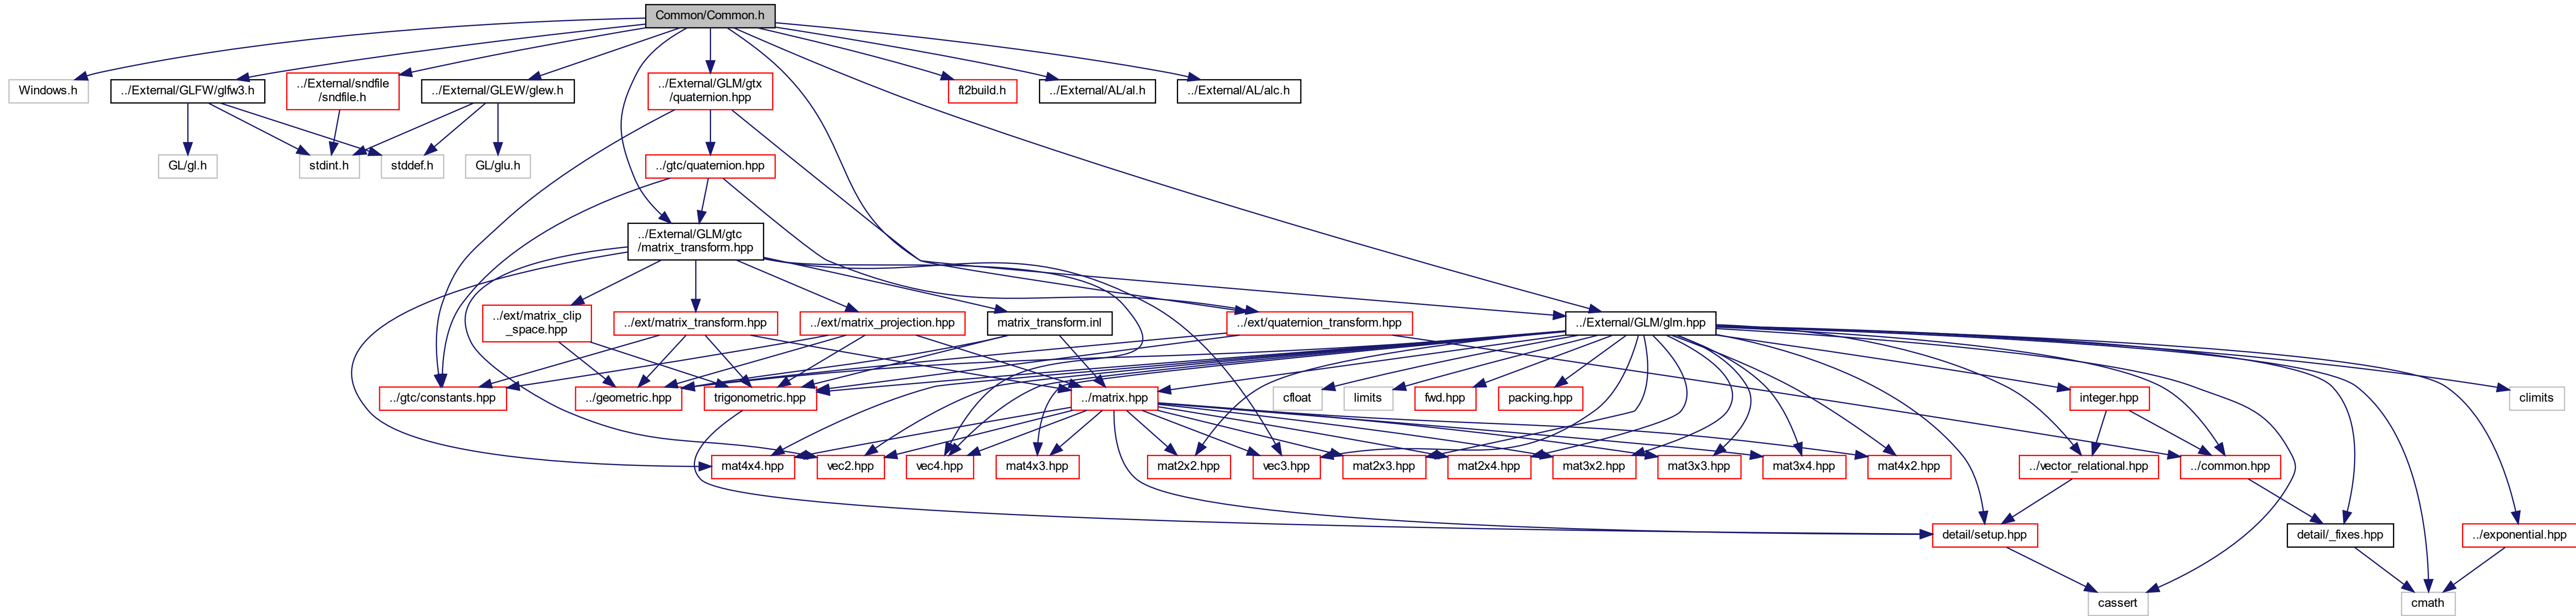 Common/Common.h
Windows.h
../External/GLFW/glfw3.h
../External/sndfile
/sndfile.h
../External/GLEW/glew.h
../External/GLM/gtx
/quaternion.hpp
ft2build.h
../External/AL/al.h
../External/AL/alc.h
GL/gl.h
stdint.h
stddef.h
GL/glu.h
../gtc/quaternion.hpp
../External/GLM/gtc
/matrix_transform.hpp
../ext/matrix_clip
_space.hpp
../ext/matrix_transform.hpp
../ext/matrix_projection.hpp
matrix_transform.inl
../ext/quaternion_transform.hpp
../External/GLM/glm.hpp
../gtc/constants.hpp
../geometric.hpp
trigonometric.hpp
../matrix.hpp
cfloat
limits
fwd.hpp
packing.hpp
integer.hpp
climits
mat4x4.hpp
vec2.hpp
vec4.hpp
mat4x3.hpp
mat2x2.hpp
vec3.hpp
mat2x3.hpp
mat2x4.hpp
mat3x2.hpp
mat3x3.hpp
mat3x4.hpp
mat4x2.hpp
../vector_relational.hpp
../common.hpp
detail/setup.hpp
detail/_fixes.hpp
../exponential.hpp
cassert
cmath